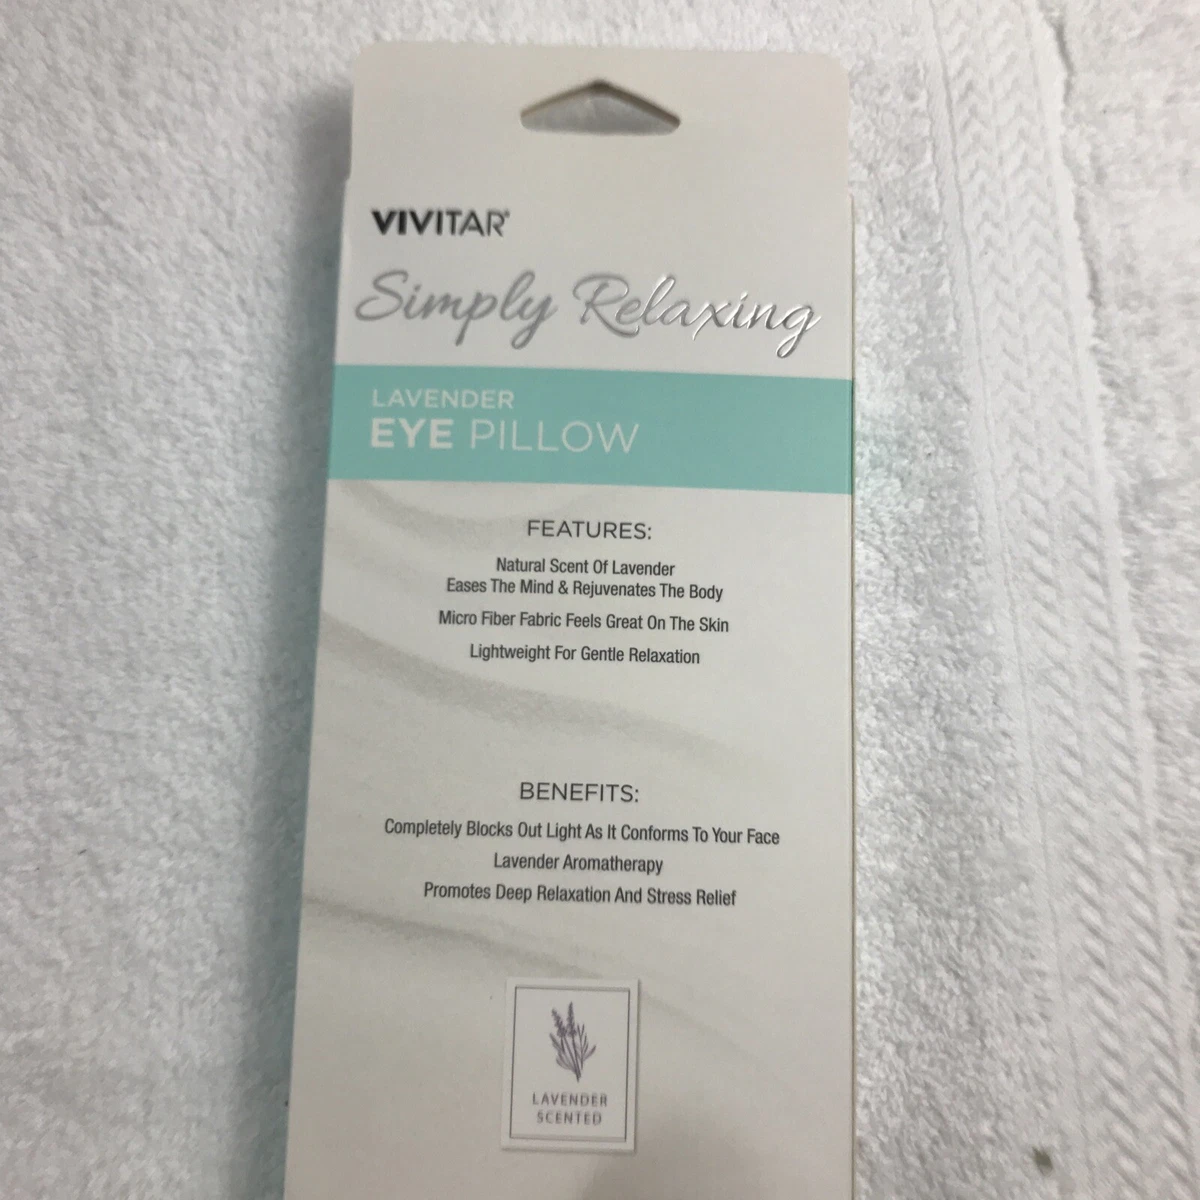 VIVITAR®
Simply Relaxing
LAVENDER
EYE PILLOW
FEATURES:
Natural Scent Of Lavender
Eases The Mind & Rejuvenates The Body
Micro Fiber Fabric Feels Great On The Skin
Lightweight For Gentle Relaxation
BENEFITS:
Completely Blocks Out Light As It Conforms To Your Face
Lavender Aromatherapy
Promotes Deep Relaxation And Stress Relief
LAVENDER
SCENTED